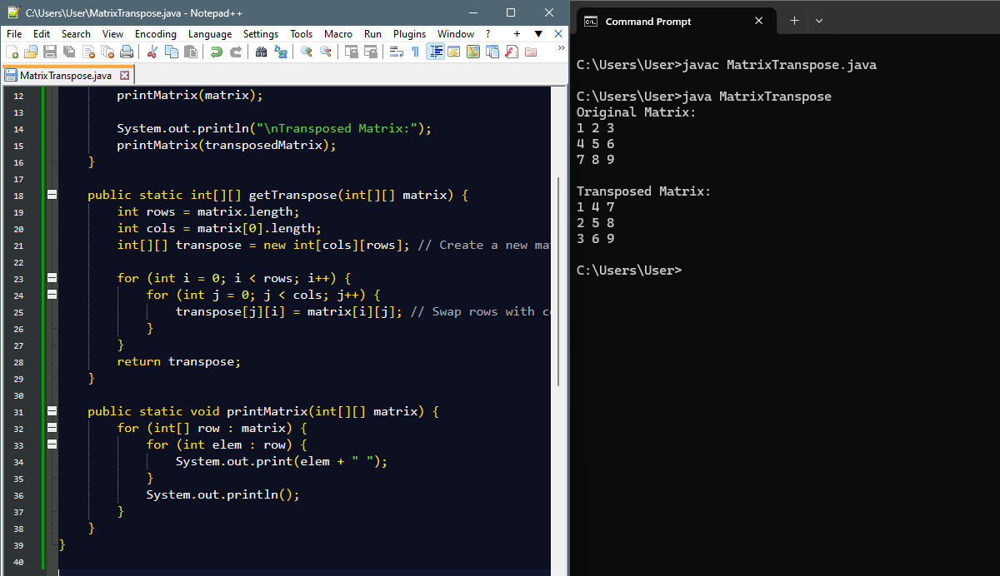 C:\Users\User\MatrixTranspose.java - Notepad++
File Edit Search View Encoding Language Settings Tools Macro Run Plugins Window ? + ▼ ✕
MatrixTranspose.java
12 printMatrix(matrix);
13
14 System.out.println("\nTransposed Matrix:");
15 printMatrix(transposedMatrix);
16 }
17
18 public static int[][] getTranspose(int[][] matrix) {
19 int rows = matrix.length;
20 int cols = matrix[0].length;
21 int[][] transpose = new int[cols][rows]; // Create a new
22
23 for (int i = 0; i < rows; i++) {
24 for (int j = 0; j < cols; j++) {
25 transpose[j][i] = matrix[i][j]; // Swap rows with
26 }
27 }
28 return transpose;
29 }
30
31 public static void printMatrix(int[][] matrix) {
32 for (int[] row : matrix) {
33 for (int elem : row) {
34 System.out.print(elem + " ");
35 }
36 System.out.println();
37 }
38 }
39 }
40
Command Prompt
C:\Users\User>javac MatrixTranspose.java
C:\Users\User>java MatrixTranspose
Original Matrix:
1 2 3
4 5 6
7 8 9
Transposed Matrix:
1 4 7
2 5 8
3 6 9
C:\Users\User>